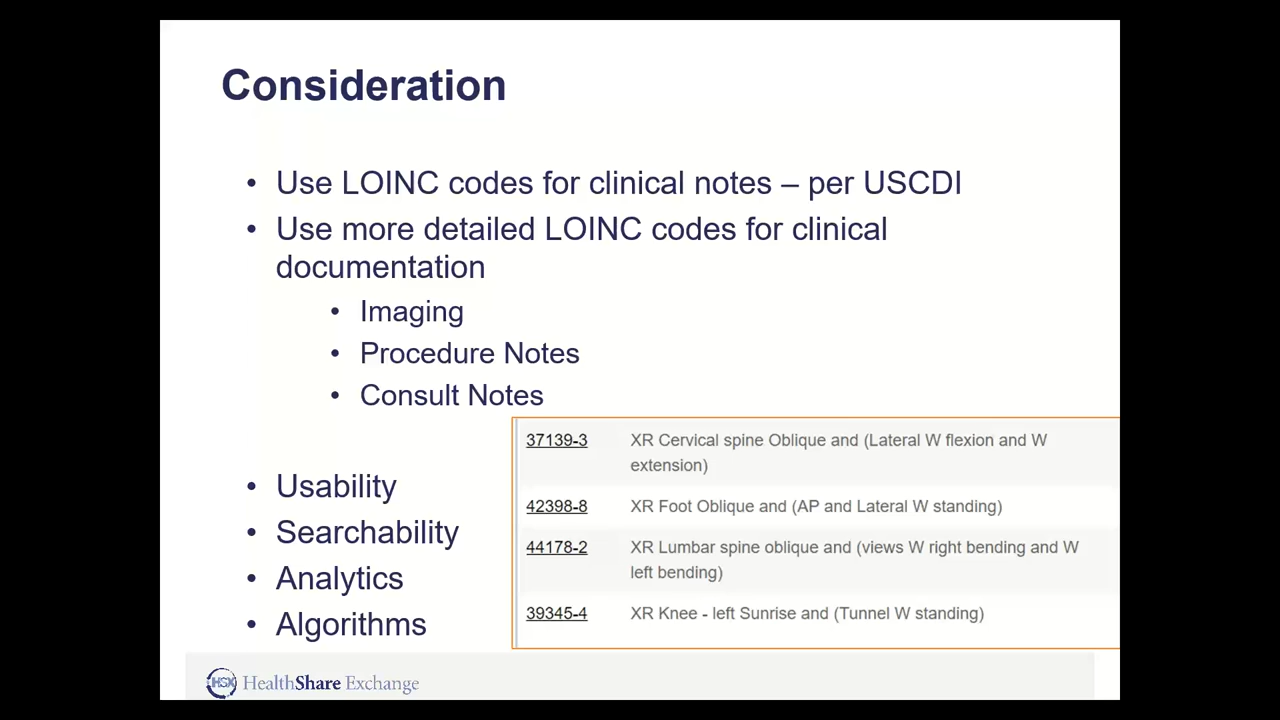 Consideration
• Use LOINC codes for clinical notes – per USCDI
• Use more detailed LOINC codes for clinical
documentation
• Imaging
• Procedure Notes
• Consult Notes
37139-3 XR Cervical spine Oblique and (Lateral W flexion and W
extension)
42398-8 XR Foot Oblique and (AP and Lateral W standing)
44178-2 XR Lumbar spine oblique and (views W right bending and W
left bending)
39345-4 XR Knee - left Sunrise and (Tunnel W standing)
• Usability
• Searchability
• Analytics
• Algorithms
HSX HealthShare Exchange